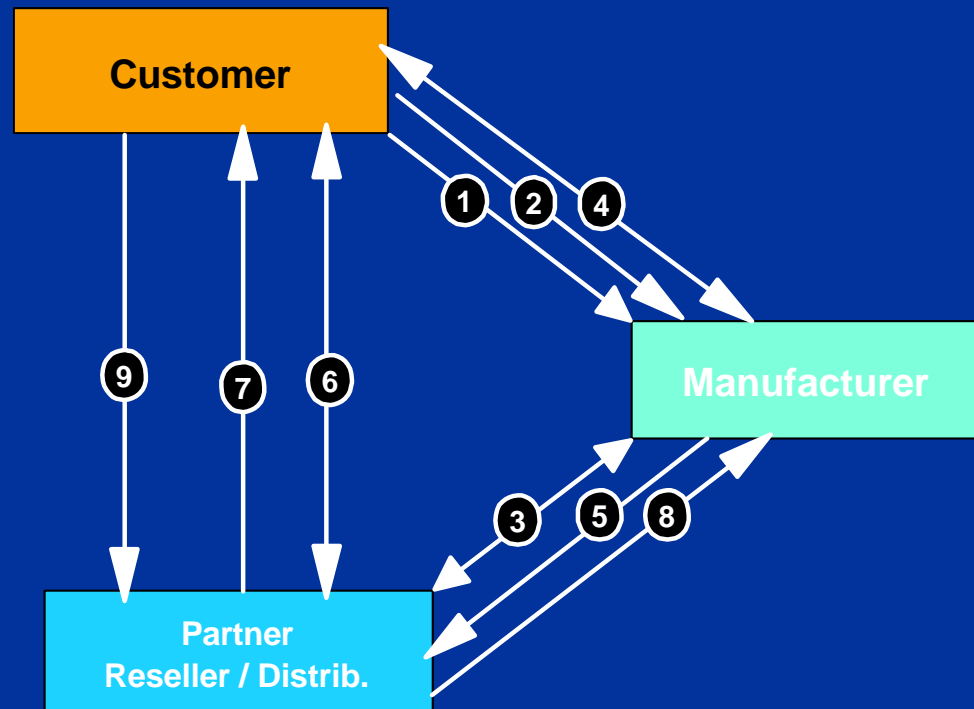 Customer
1
2
4
9
7
6
Manufacturer
3
5
8
Partner
Reseller / Distrib.